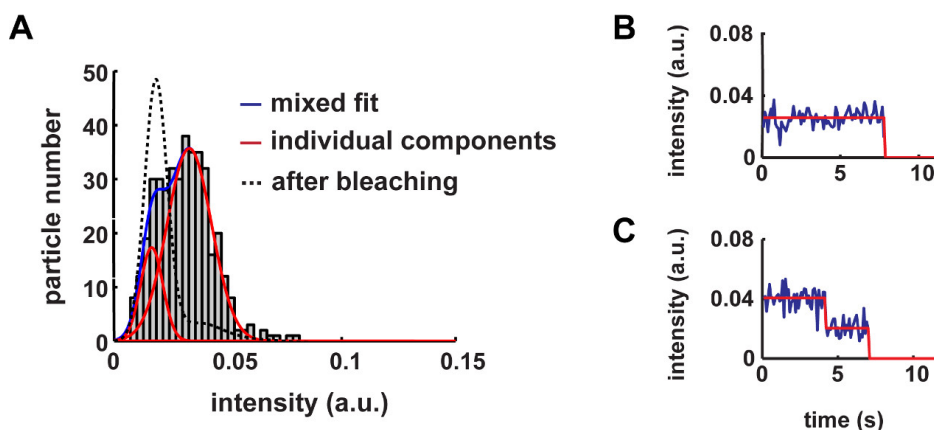 A
particle number
50
40
30
20
10
0
0
0.05
0.1
0.15
intensity (a.u.)
mixed fit
individual components
after bleaching
B
intensity (a.u.)
0.08
0.04
0
0
5
10
C
intensity (a.u.)
0.08
0.04
0
0
5
10
time (s)